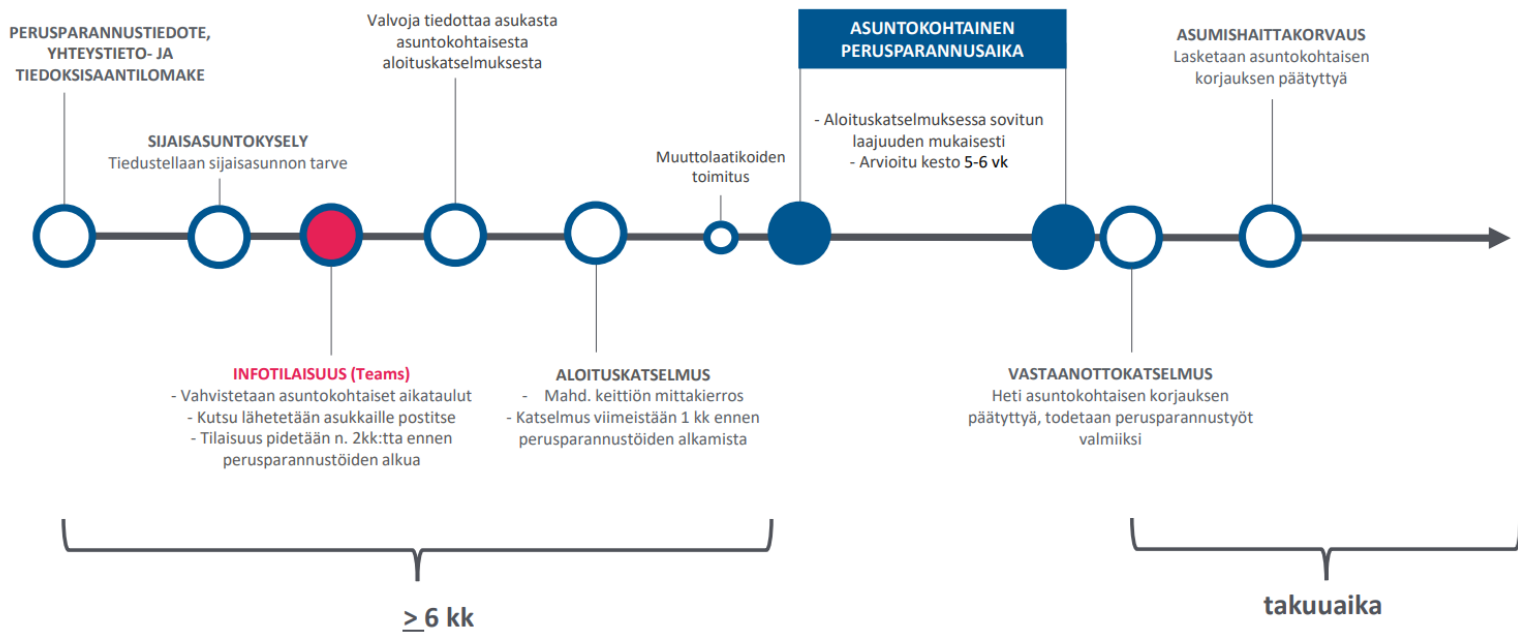 PERUSPARANNUSTIEDOTE,
YHTEYSTIETO- JA
TIEDOKSISAANTILOMAKE
SIJAISASUNTOKYSELY
Tiedustellaan sijaisasunnon tarve
INFOTILAISUUS (Teams)
- Vahvistetaan asuntokohtaiset aikataulut
- Kutsu lähetetään asukkaille postitse
- Tilaisuus pidetään n. 2kk:tta ennen
perusparannustöiden alkua
Valvoja tiedottaa asukasta
asuntokohtaisesta
aloituskatselmuksesta
ALOITUSKATSELMUS
- Mahd. keittiön mittakierros
- Katselmus viimeistään 1 kk ennen
perusparannustöiden alkamista
Muuttolaatikoiden
toimitus
ASUNTOKOHTAINEN
PERUSPARANNUSAIKA
- Aloituskatselmuksessa sovitun
laajuuden mukaisesti
- Arvioitu kesto 5-6 vk
VASTAANOTTOKATSELMUS
Heti asuntokohtaisen korjauksen
päätyttyä, todetaan perusparannustyöt
valmiiksi
ASUMISHAITTAKORVAUS
Lasketaan asuntokohtaisen
korjauksen päätyttyä
> 6 kk
takuuaika